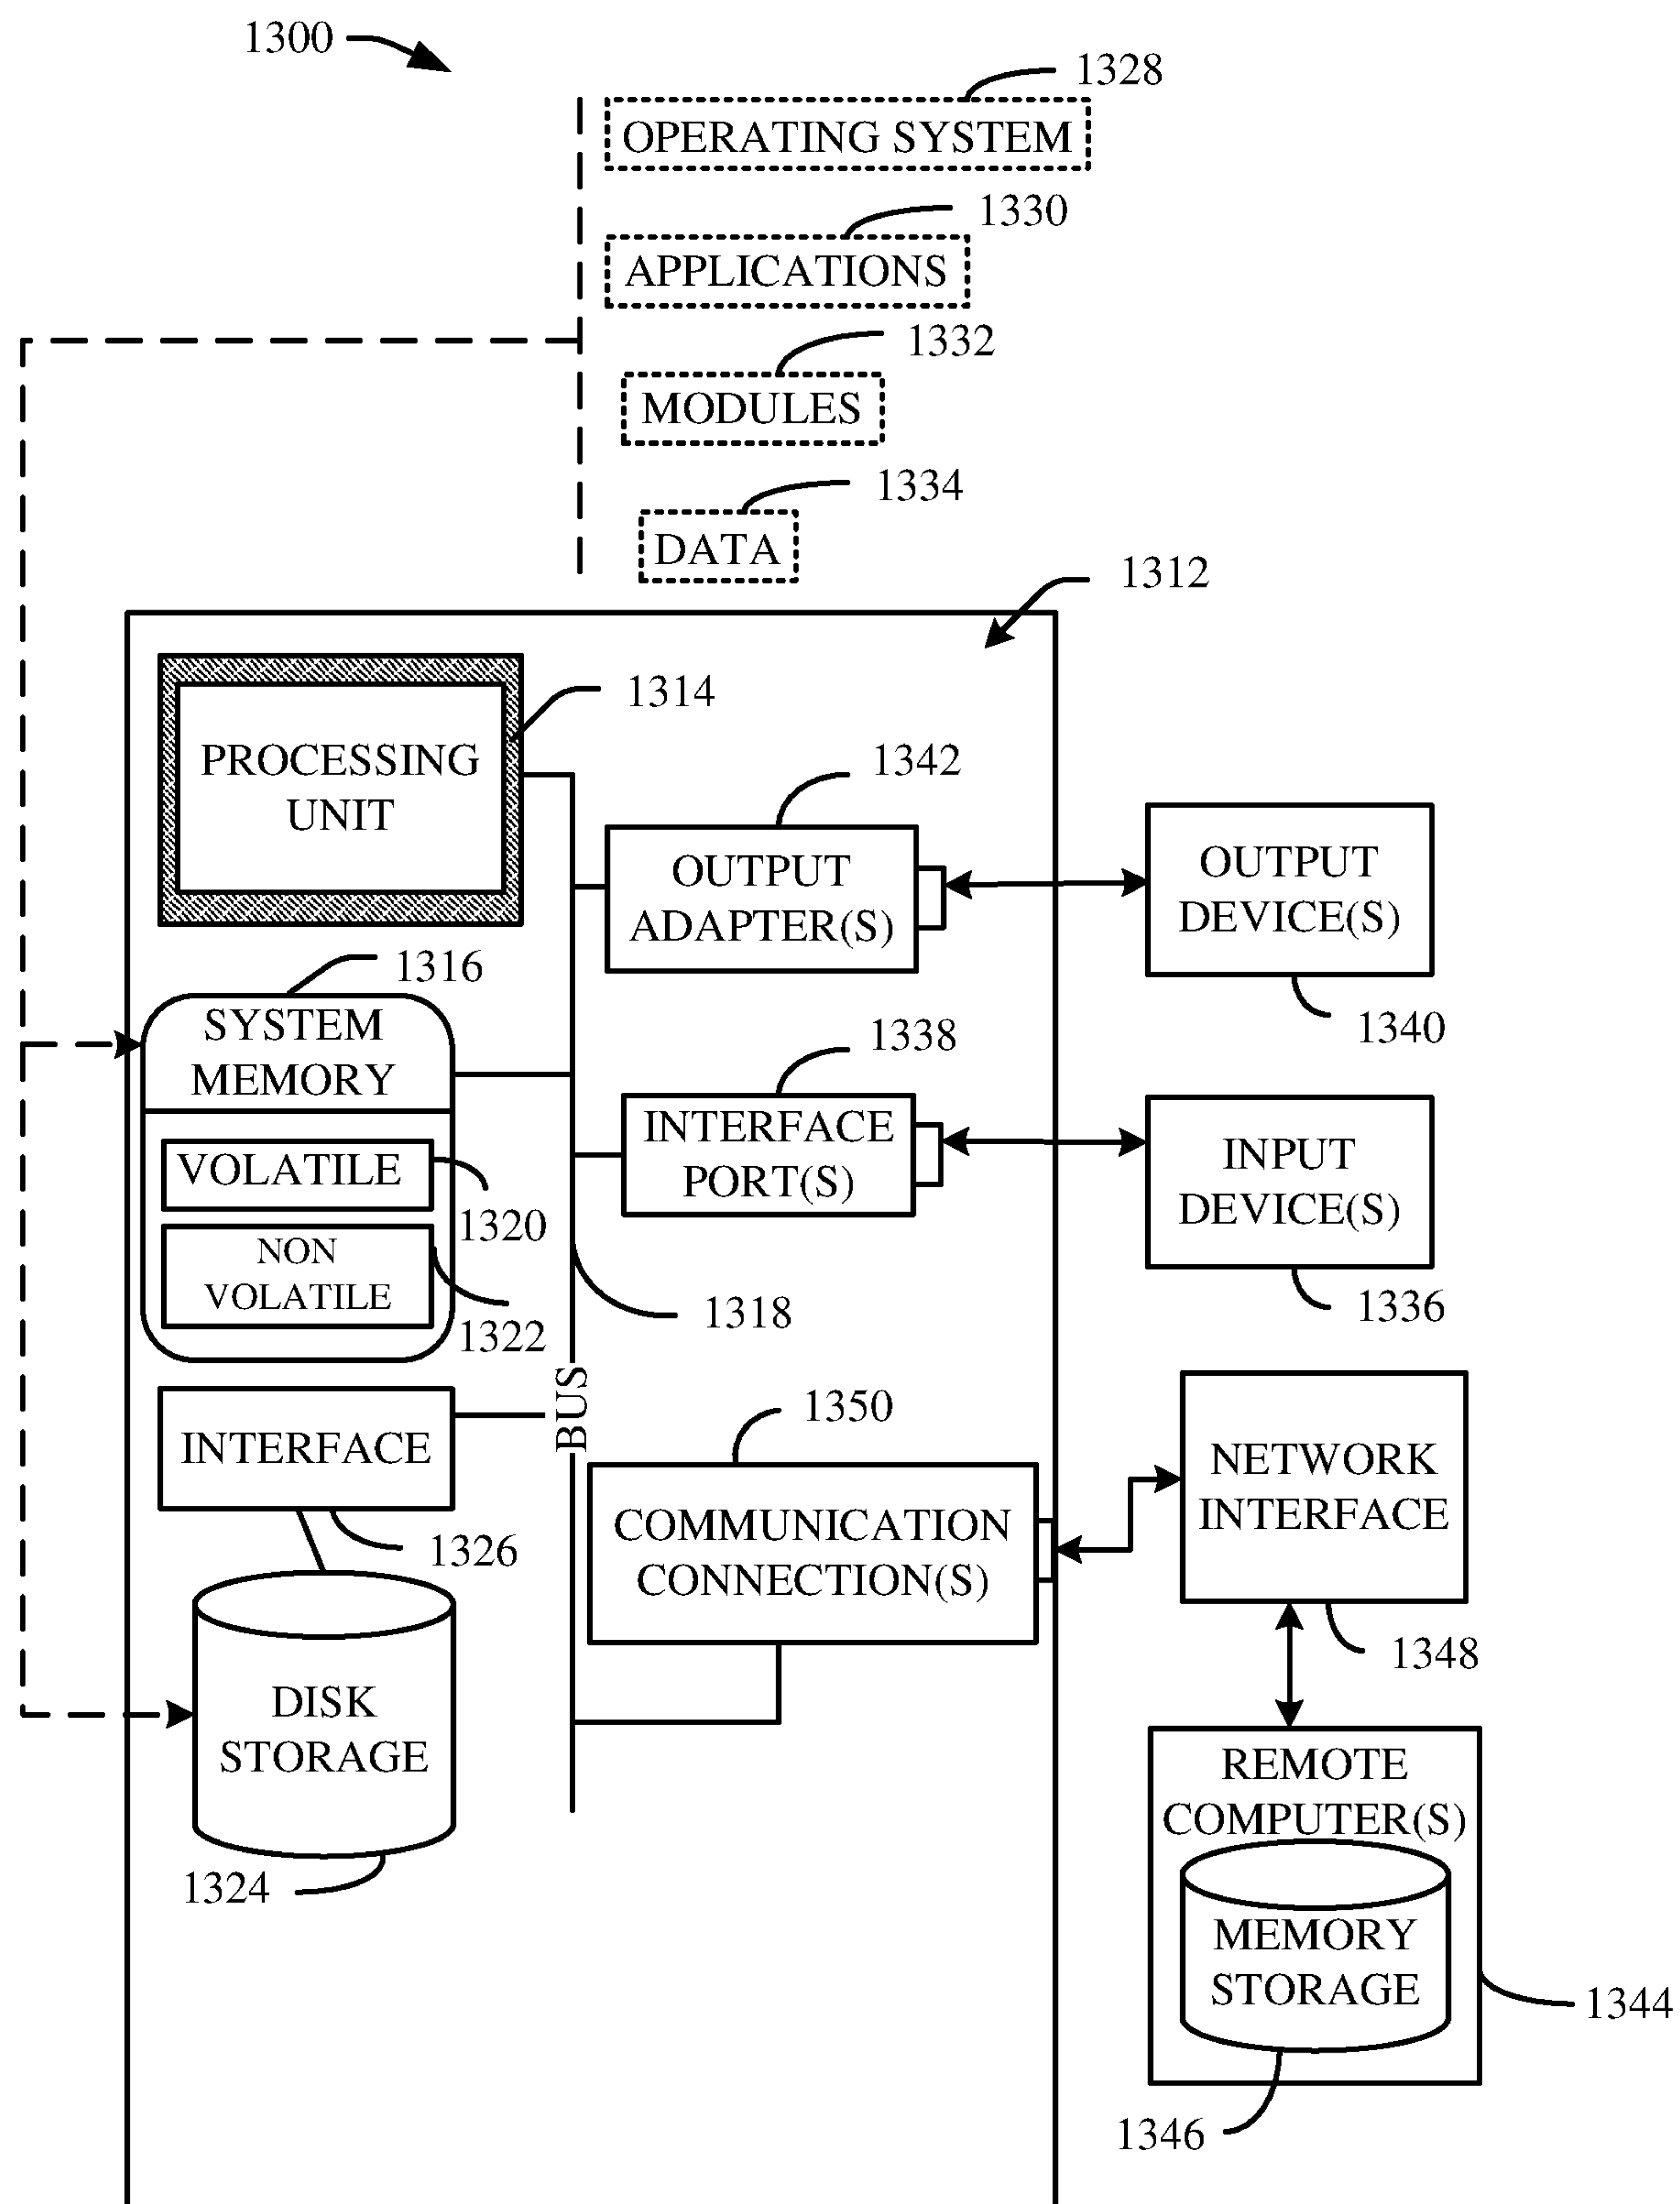 1300
1328
OPERATING SYSTEM
1330
APPLICATIONS
1332
MODULES
1334
DATA
1312
1314
PROCESSING
UNIT
1342
OUTPUT
ADAPTER(S)
OUTPUT
DEVICE(S)
1340
1316
SYSTEM
MEMORY
VOLATILE
1320
NON
VOLATILE
1322
1338
INTERFACE
PORT(S)
INPUT
DEVICE(S)
1336
1318
BUS
INTERFACE
1326
1350
COMMUNICATION
CONNECTION(S)
NETWORK
INTERFACE
1348
DISK
STORAGE
1324
REMOTE
COMPUTER(S)
MEMORY
STORAGE
1344
1346